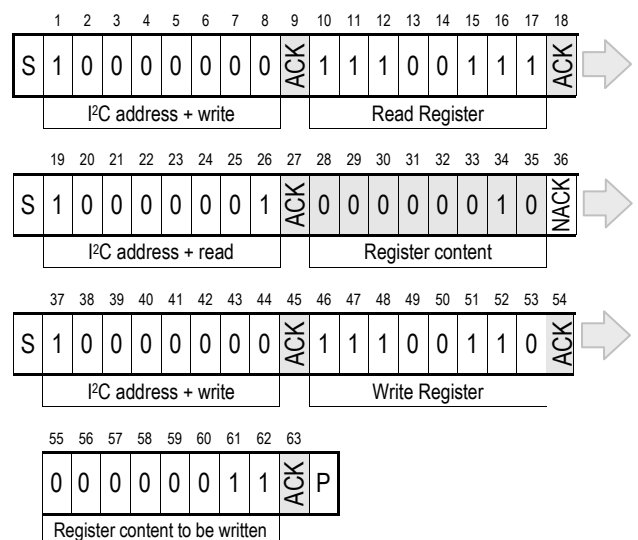 1 2 3 4 5 6 7 8 9 10 11 12 13 14 15 16 17 18
S 1 0 0 0 0 0 0 0 ACK 1 1 1 0 0 1 1 1 ACK
I²C address + write Read Register
19 20 21 22 23 24 25 26 27 28 29 30 31 32 33 34 35 36
S 1 0 0 0 0 0 0 1 ACK 0 0 0 0 0 0 1 0 NACK
I²C address + read Register content
37 38 39 40 41 42 43 44 45 46 47 48 49 50 51 52 53 54
S 1 0 0 0 0 0 0 0 ACK 1 1 1 0 0 1 1 0 ACK
I²C address + write Write Register
55 56 57 58 59 60 61 62 63
0 0 0 0 0 0 1 1 ACK P
Register content to be written